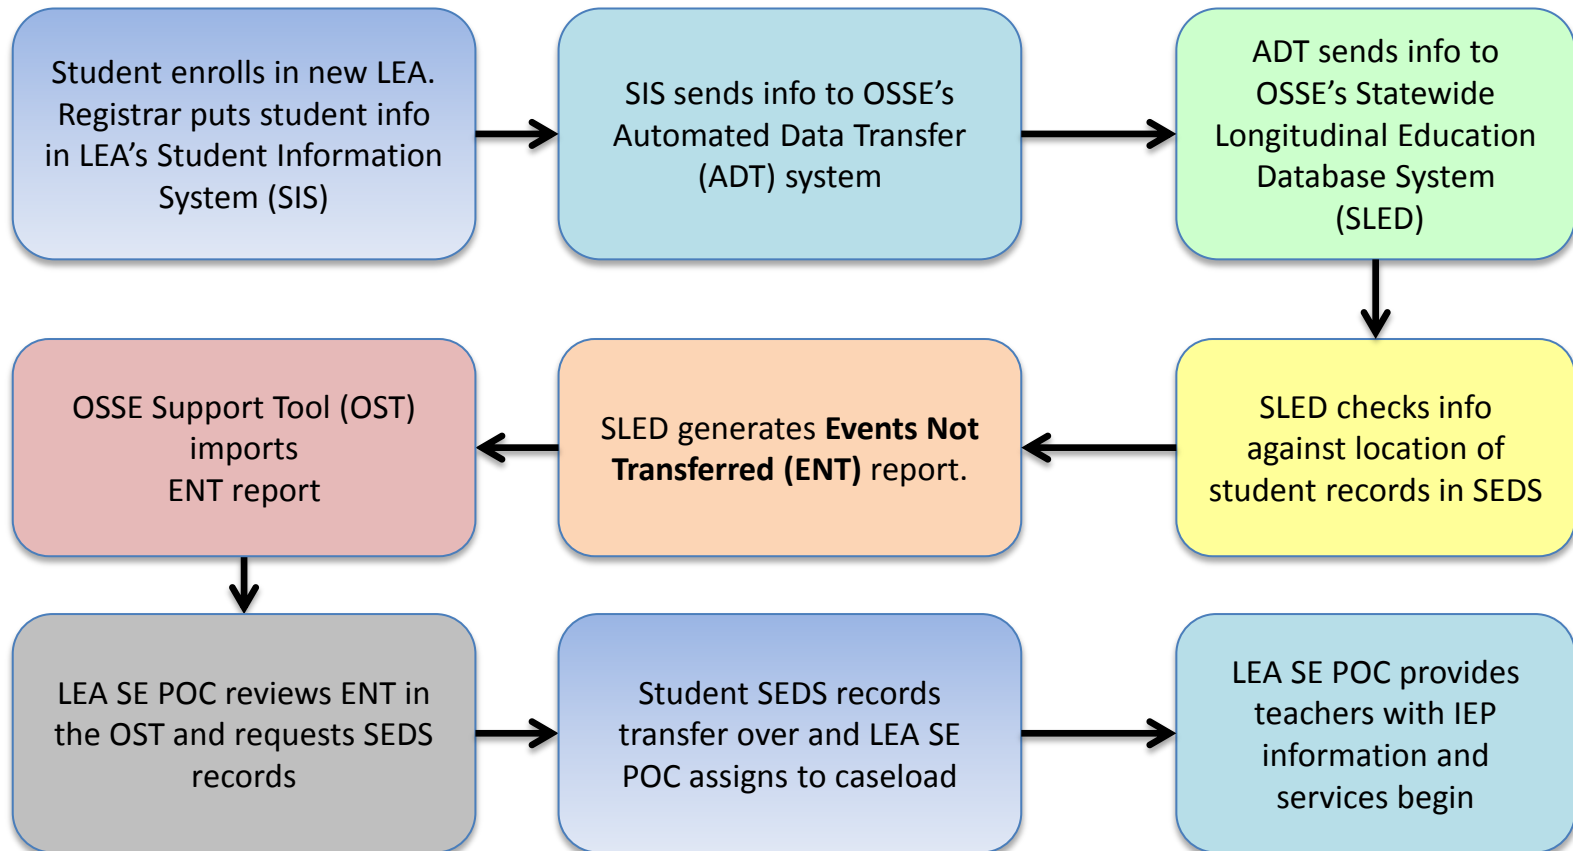 Student enrolls in new LEA.
Registrar puts student info
in LEA's Student Information
System (SIS)
SIS sends info to OSSE's
Automated Data Transfer
(ADT) system
ADT sends info to
OSSE's Statewide
Longitudinal Education
Database System
(SLED)
SLED checks info
against location of
student records in SEDS
SLED generates Events Not
Transferred (ENT) report.
OSSE Support Tool (OST)
imports
ENT report
LEA SE POC reviews ENT in
the OST and requests SEDS
records
Student SEDS records
transfer over and LEA SE
POC assigns to caseload
LEA SE POC provides
teachers with IEP
information and
services begin